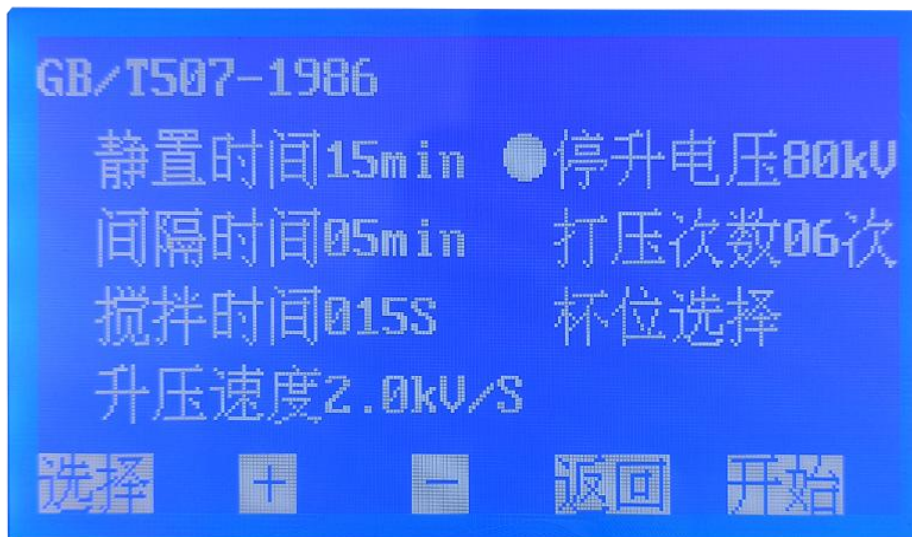 GB/T507-1986
静置时间15min ●停升电压80kV
间隔时间05min 打压次数06次
搅拌时间015S 杯位选择
升压速度2.0kV/S
选择 + - 返回 开始